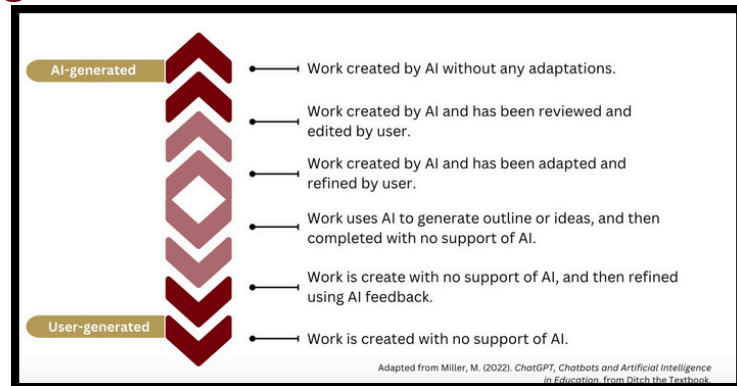 AI-generated
Work created by AI without any adaptations.
Work created by AI and has been reviewed and
edited by user.
Work created by AI and has been adapted and
refined by user.
Work uses AI to generate outline or ideas, and then
completed with no support of AI.
Work is create with no support of AI, and then refined
using AI feedback.
User-generated
Work is created with no support of AI.
Adapted from Miller, M. (2022). ChatGPT, Chatbots and Artificial Intelligence
in Education. from Ditch the Textbook.